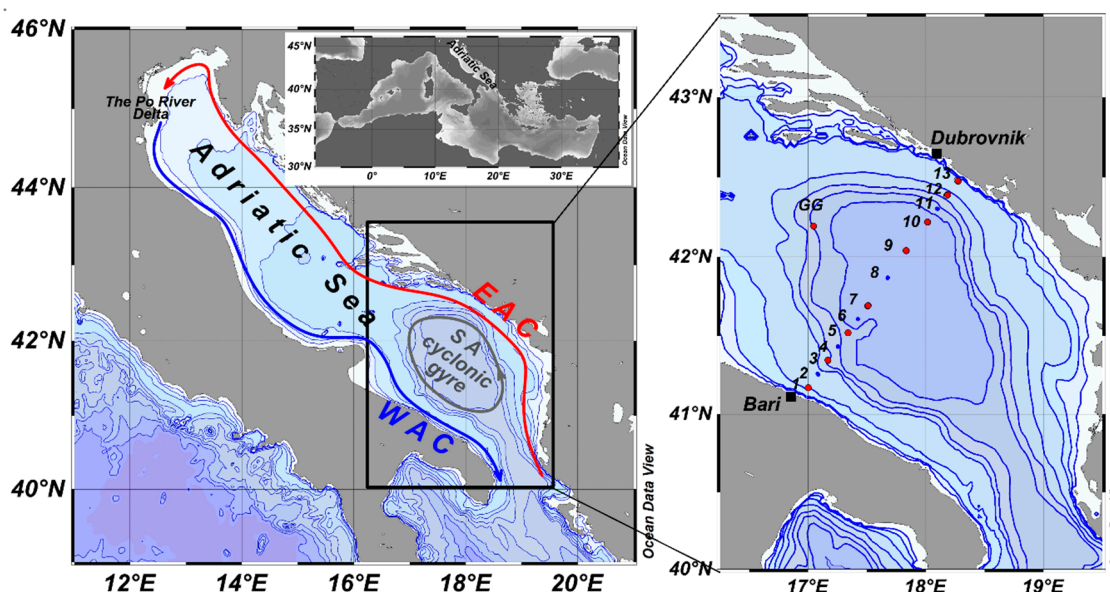 46°N
44°N
42°N
40°N
12°E
14°E
16°E
18°E
20°E
The Po River
Delta
Adriatic Sea
EAC
WAC
SA
cyclonic
gyre
Ocean Data View
45°N
40°N
35°N
30°N
0°
10°E
20°E
30°E
Adriatic Sea
Ocean Data View
43°N
42°N
41°N
40°N
17°E
18°E
19°E
Dubrovnik
13
12
11
GG
10
9
8
7
6
5
4
3
2
1
Bari